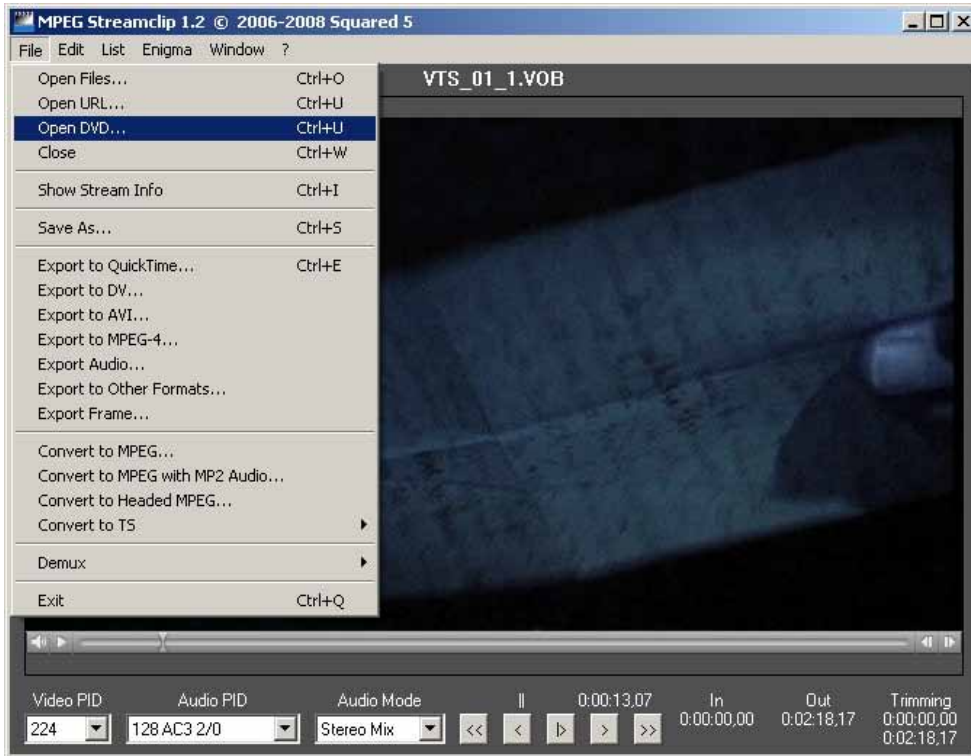 MPEG Streamclip 1.2 © 2006-2008 Squared 5
File Edit List Enigma Window ?
VTS_01_1.VOB
Open Files... Ctrl+O
Open URL... Ctrl+U
Open DVD... Ctrl+U
Close Ctrl+W
Show Stream Info Ctrl+I
Save As... Ctrl+S
Export to QuickTime... Ctrl+E
Export to DV...
Export to AVI...
Export to MPEG-4...
Export Audio...
Export to Other Formats...
Export Frame...
Convert to MPEG...
Convert to MPEG with MP2 Audio...
Convert to Headed MPEG...
Convert to TS
Demux
Exit Ctrl+Q
Video PID Audio PID Audio Mode || 0:00:13,07 In Out Trimming
224 128 AC3 2/0 Stereo Mix << < |> > >> 0:00:00,00 0:02:18,17 0:00:00,00
0:02:18,17